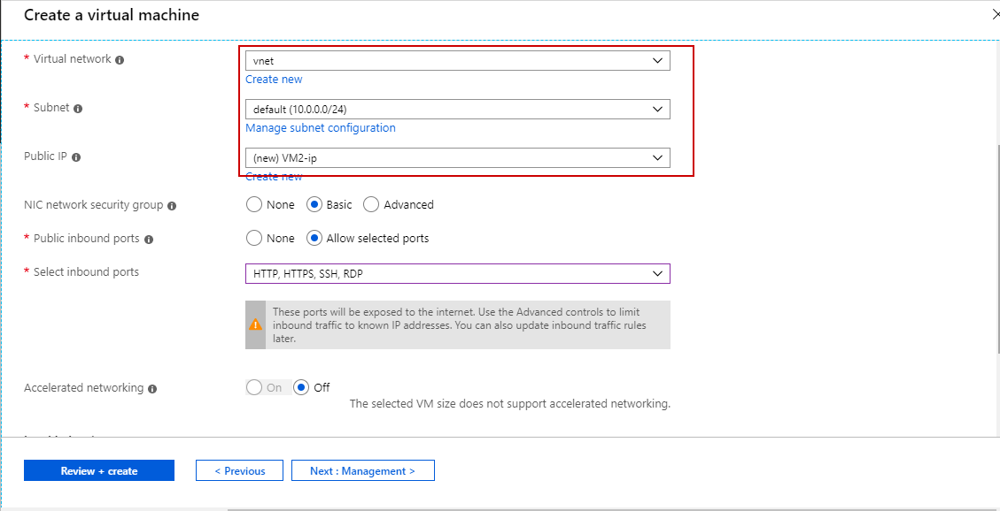 Create a virtual machine
* Virtual network
vnet
Create new
* Subnet
default (10.0.0.0/24)
Manage subnet configuration
Public IP
(new) VM2-ip
Create new
NIC network security group
None Basic Advanced
* Public inbound ports
None Allow selected ports
* Select inbound ports
HTTP, HTTPS, SSH, RDP
These ports will be exposed to the internet. Use the Advanced controls to limit
inbound traffic to known IP addresses. You can also update inbound traffic rules
later.
Accelerated networking
On Off
The selected VM size does not support accelerated networking.
Review + create
< Previous
Next : Management >